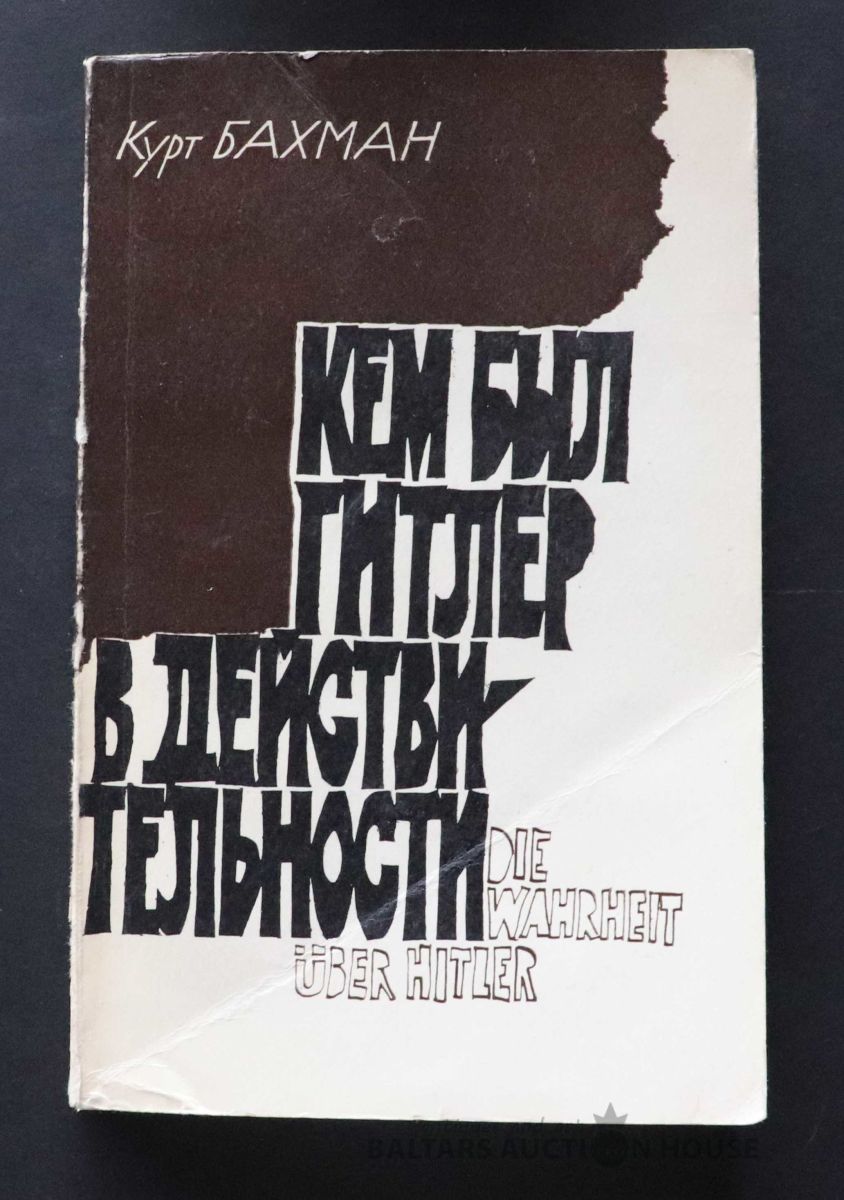 Курт БАХМАН
КЕМ БЫЛ
ГИТЛЕР
В ДЕЙСТВИ-
ТЕЛЬНОСТИ
DIE
WAHRHEIT
ÜBER HITLER
BALTARS AUCTION HOUSE